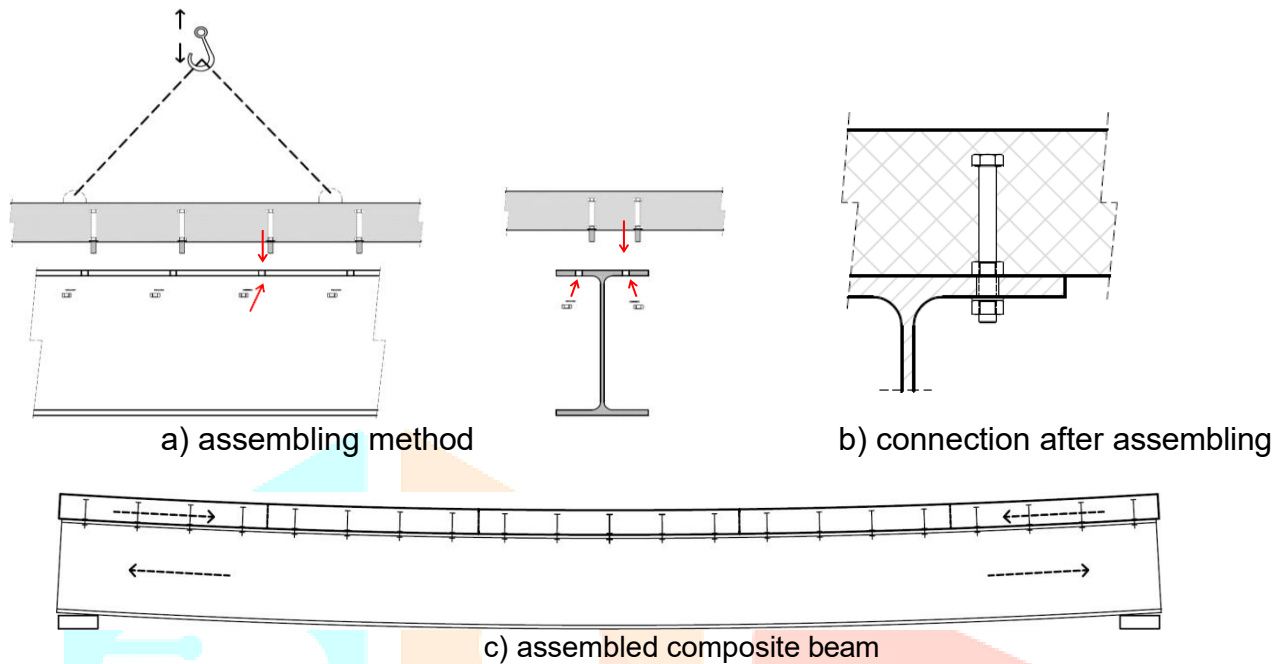 a) assembling method
b) connection after assembling
c) assembled composite beam